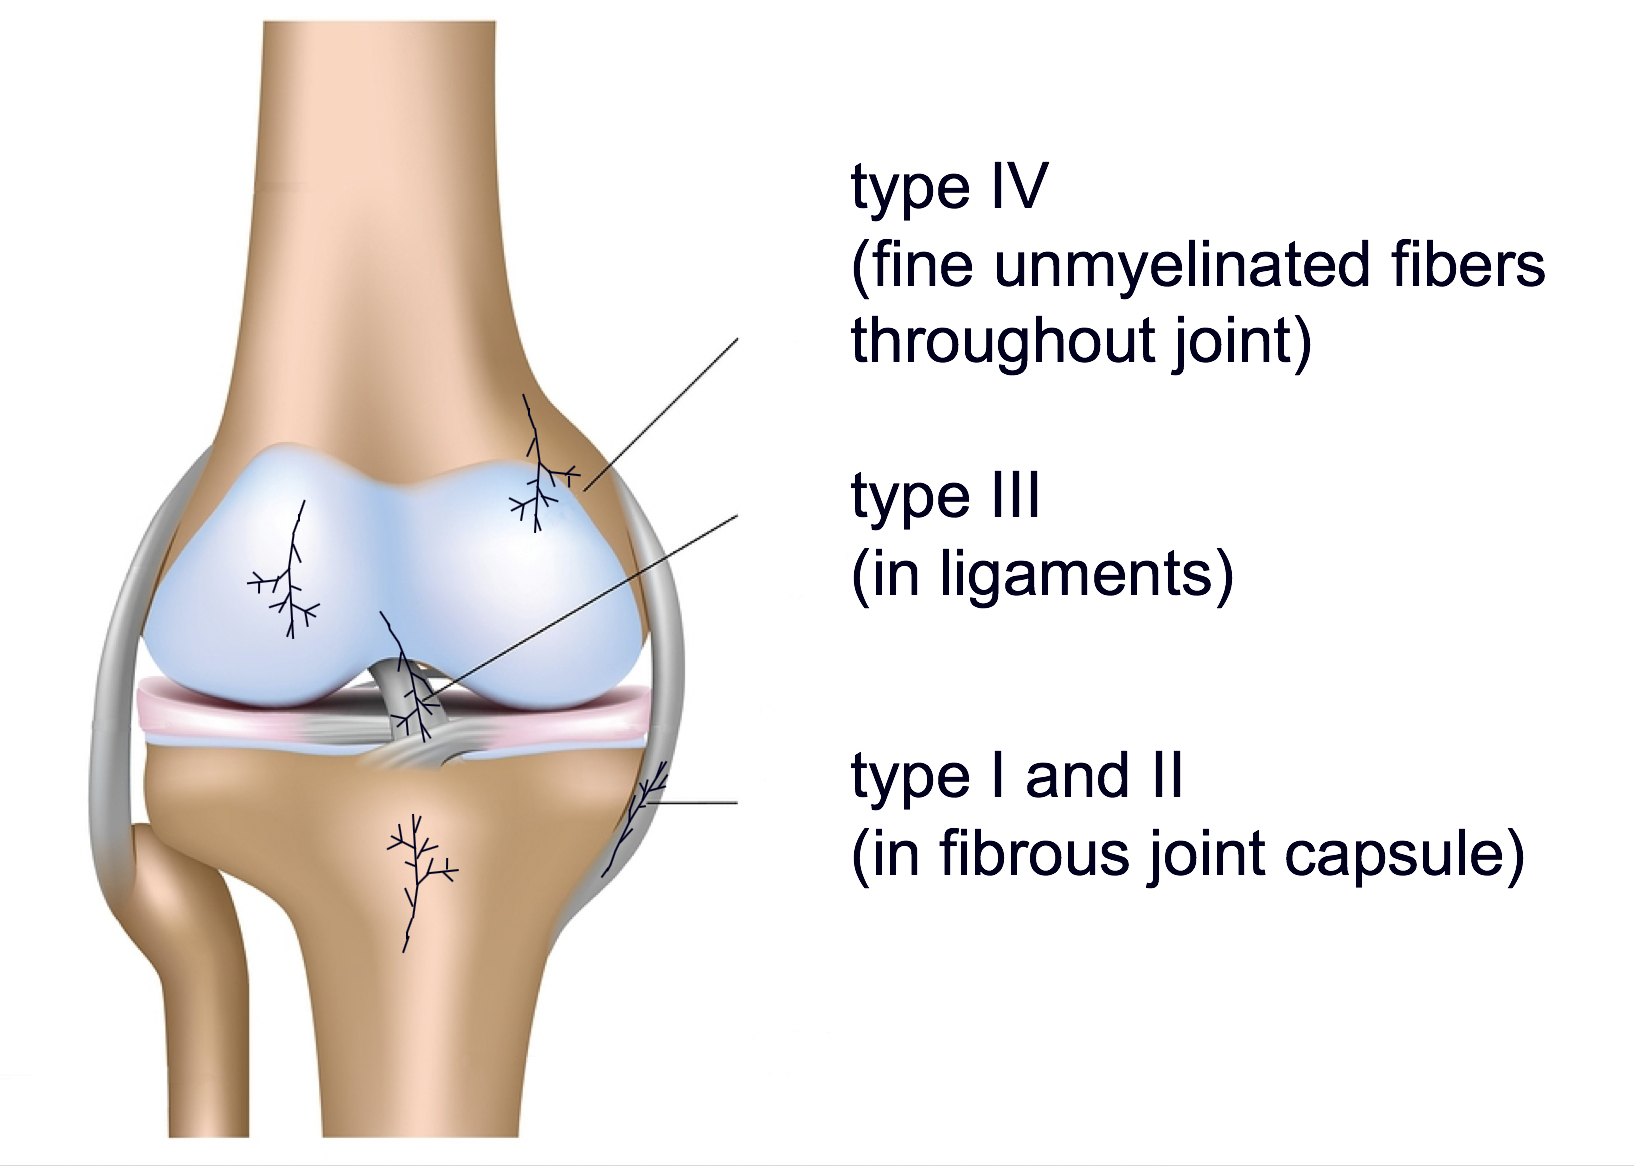 type IV
(fine unmyelinated fibers
throughout joint)
type III
(in ligaments)
type I and II
(in fibrous joint capsule)